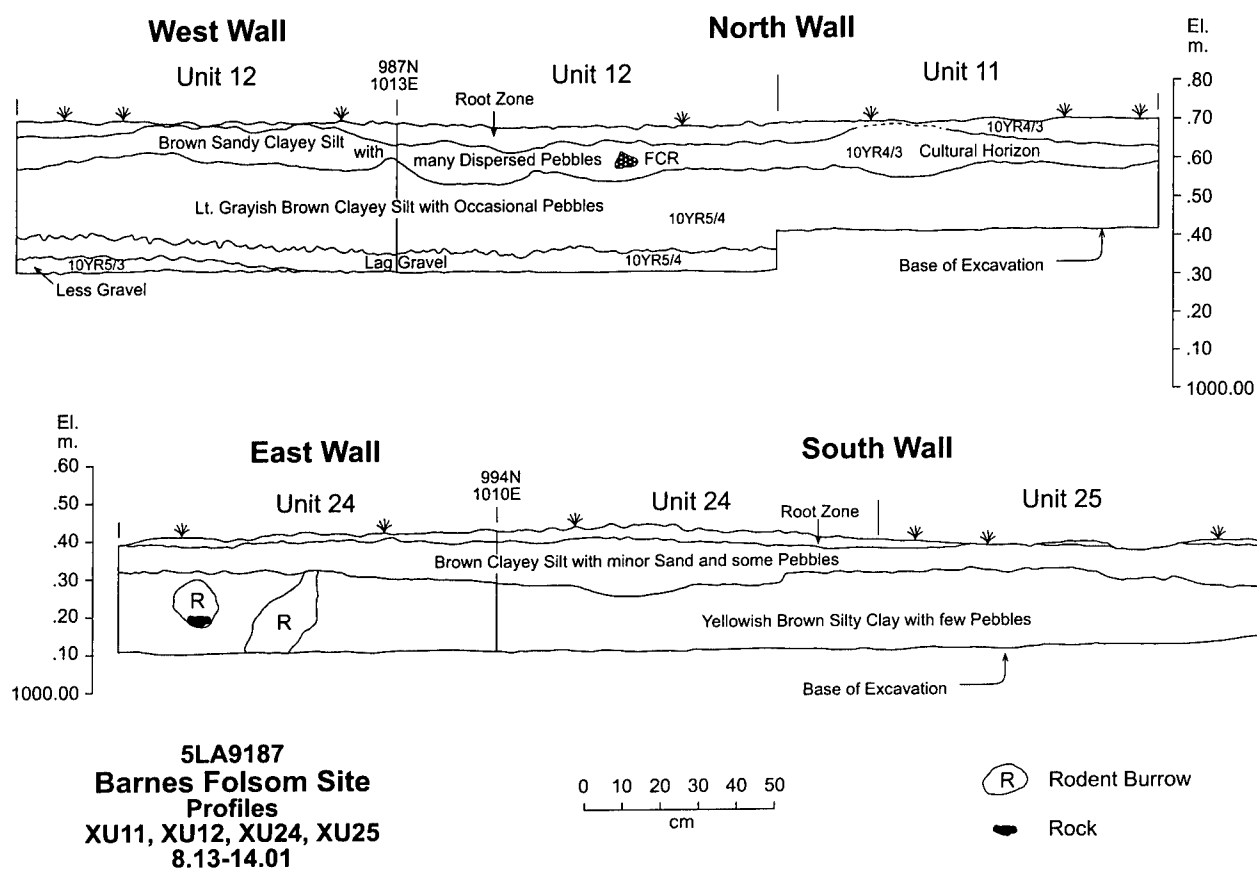 West Wall
North Wall
El.
m.
Unit 12
987N
1013E
Unit 12
Unit 11
Root Zone
.80
.70
.60
.50
.40
.30
.20
.10
1000.00
10YR4/3
Brown Sandy Clayey Silt
with
many Dispersed Pebbles
FCR
10YR4/3
Cultural Horizon
Lt. Grayish Brown Clayey Silt with Occasional Pebbles
10YR5/4
10YR5/3
Lag Gravel
10YR5/4
Base of Excavation
Less Gravel
El.
m.
East Wall
South Wall
.60
.50
.40
.30
.20
.10
1000.00
Unit 24
994N
1010E
Unit 24
Unit 25
Root Zone
Brown Clayey Silt with minor Sand and some Pebbles
R
R
Yellowish Brown Silty Clay with few Pebbles
Base of Excavation
5LA9187
Barnes Folsom Site
Profiles
XU11, XU12, XU24, XU25
8.13-14.01
0 10 20 30 40 50
cm
R
Rodent Burrow
Rock